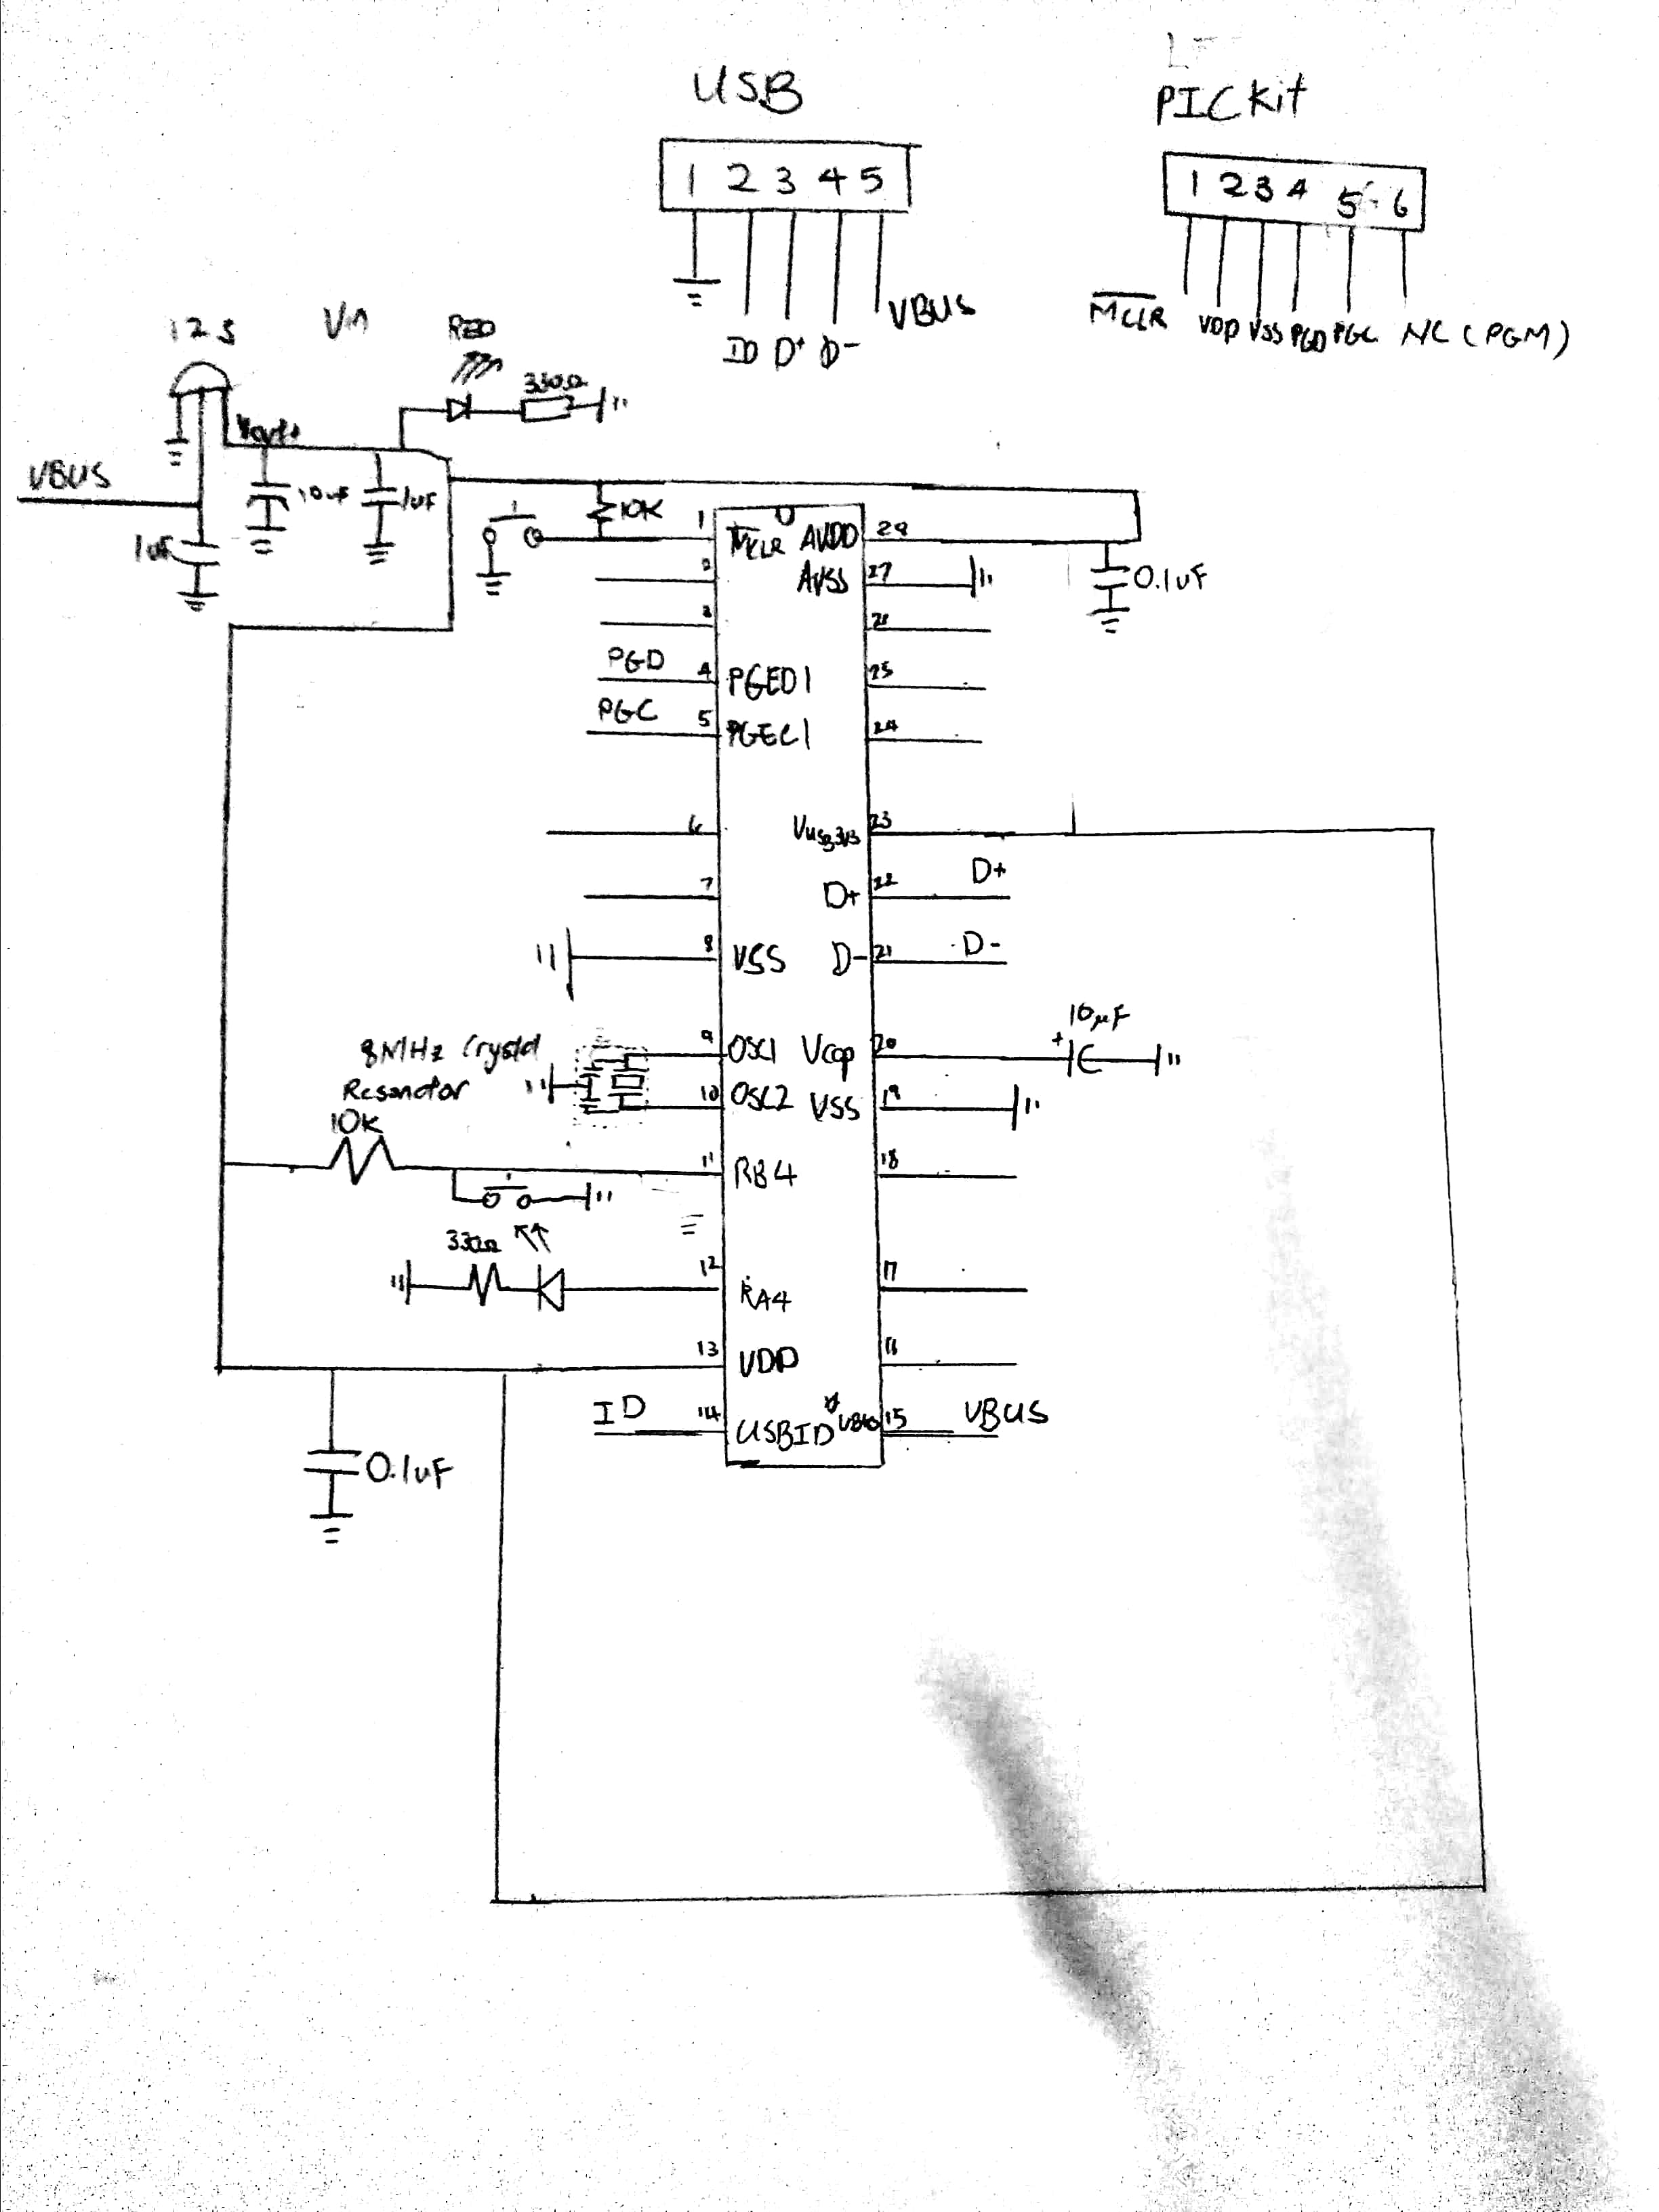 USB
PICKit
1 2 3 4 5
1 2 3 4 5 6
ID D+ D- VBUS
MCLR VDD VSS PGD PGC NC (PGM)
1 2 3
RED
330Ω
Vout
VBUS
10uF
1uF
1uF
10K
1 MCLR AVDD 28
2 AVSS 27
0.1uF
3 26
PGD 4 PGED1 25
PGC 5 PGEC1 24
6 VUSB3V3 23
7 D+ 22 D+
8 VSS D- 21 D-
10µF
8MHz Crystal
Resonator
9 OSC1 Vcap 20 +
10 OSC2 VSS 19
10K
11 RB4 18
330Ω
12 RA4 17
13 VDD 16
ID 14 USBID VBUS 15 VBUS
0.1uF